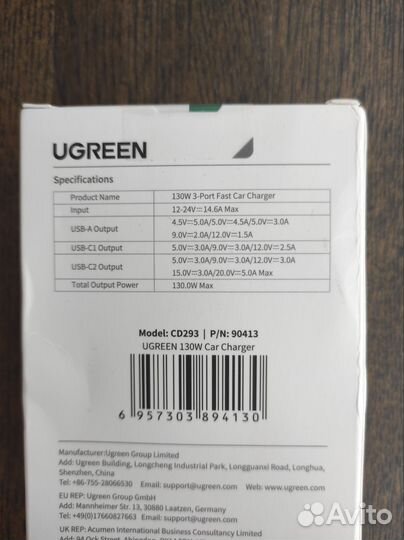 UGREEN
Specifications
Product Name 130W 3-Port Fast Car Charger
Input 12-24V⎓14.6A Max
USB-A Output 4.5V⎓5.0A/5.0V⎓4.5A/5.0V⎓3.0A
9.0V⎓2.0A/12.0V⎓1.5A
USB-C1 Output 5.0V⎓3.0A/9.0V⎓3.0A/12.0V⎓2.5A
USB-C2 Output 5.0V⎓3.0A/9.0V⎓3.0A/12.0V⎓3.0A
15.0V⎓3.0A/20.0V⎓5.0A Max
Total Output Power 130.0W Max
Model: CD293 | P/N: 90413
UGREEN 130W Car Charger
6 957303 894130
Manufacturer:Ugreen Group Limited
Add: Ugreen Building, Longcheng Industrial Park, Longguanxi Road, Longhua,
Shenzhen, China
Tel: +86-755-28066530 Email: support@ugreen.com Web: www.ugreen.com
EU REP: Ugreen Group GmbH
Add: Mannheimer Str. 13, 30880 Laatzen, Germany
Tel: +49(0)17660827663 Email: support@ugreen.com
UK REP: Acumen International Business Consultancy Limited
Add: 94 Ock Street, Abingdon,
Avito